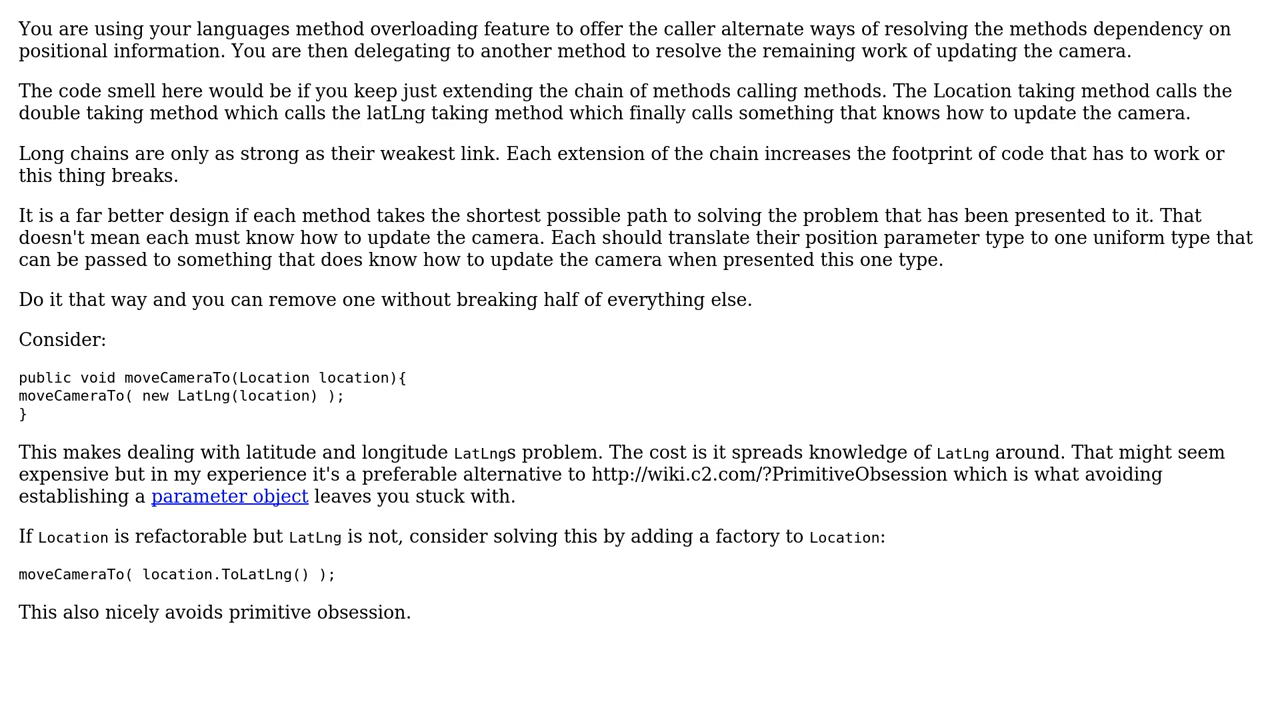 You are using your languages method overloading feature to offer the caller alternate ways of resolving the methods dependency on
positional information. You are then delegating to another method to resolve the remaining work of updating the camera.
The code smell here would be if you keep just extending the chain of methods calling methods. The Location taking method calls the
double taking method which calls the latLng taking method which finally calls something that knows how to update the camera.
Long chains are only as strong as their weakest link. Each extension of the chain increases the footprint of code that has to work or
this thing breaks.
It is a far better design if each method takes the shortest possible path to solving the problem that has been presented to it. That
doesn't mean each must know how to update the camera. Each should translate their position parameter type to one uniform type that
can be passed to something that does know how to update the camera when presented this one type.
Do it that way and you can remove one without breaking half of everything else.
Consider:
public void moveCameraTo(Location location){
moveCameraTo( new LatLng(location) );
}
This makes dealing with latitude and longitude LatLngs problem. The cost is it spreads knowledge of LatLng around. That might seem
expensive but in my experience it's a preferable alternative to http://wiki.c2.com/?PrimitiveObsession which is what avoiding
establishing a parameter object leaves you stuck with.
If Location is refactorable but LatLng is not, consider solving this by adding a factory to Location:
moveCameraTo( location.ToLatLng() );
This also nicely avoids primitive obsession.